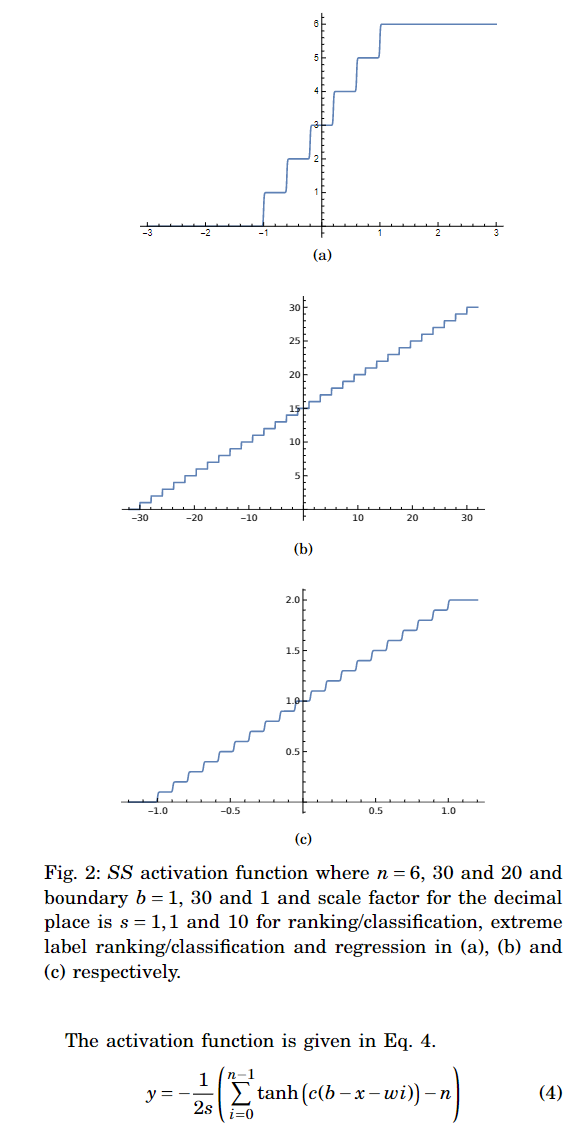 6
5
4
3
2
1
−3 −2 −1 1 2 3
(a)
30
25
20
15
10
5
−30 −20 −10 10 20 30
(b)
2.0
1.5
1.0
0.5
−1.0 −0.5 0.5 1.0
(c)
Fig. 2: SS activation function where n = 6, 30 and 20 and
boundary b = 1, 30 and 1 and scale factor for the decimal
place is s = 1,1 and 10 for ranking/classification, extreme
label ranking/classification and regression in (a), (b) and
(c) respectively.
The activation function is given in Eq. 4.
y = −\frac{1}{2s}\left(\sum_{i=0}^{n−1} tanh(c(b − x − wi)) − n\right) (4)